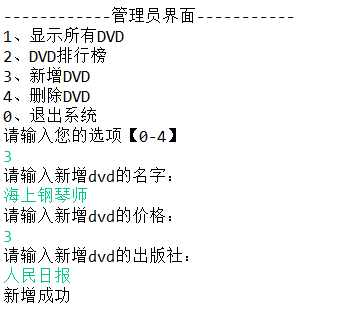 ------------管理员界面-----------
1、显示所有DVD
2、DVD排行榜
3、新增DVD
4、删除DVD
0、退出系统
请输入您的选项【0-4】
3
请输入新增dvd的名字：
海上钢琴师
请输入新增dvd的价格：
3
请输入新增dvd的出版社：
人民日报
新增成功